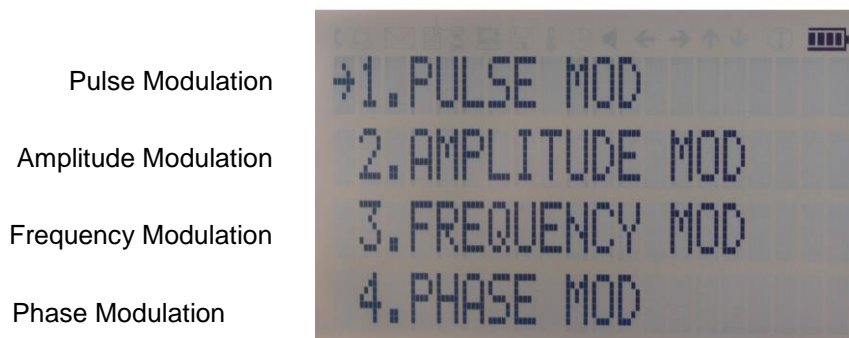 Pulse Modulation
→1.PULSE MOD
Amplitude Modulation
2.AMPLITUDE MOD
Frequency Modulation
3.FREQUENCY MOD
Phase Modulation
4.PHASE MOD